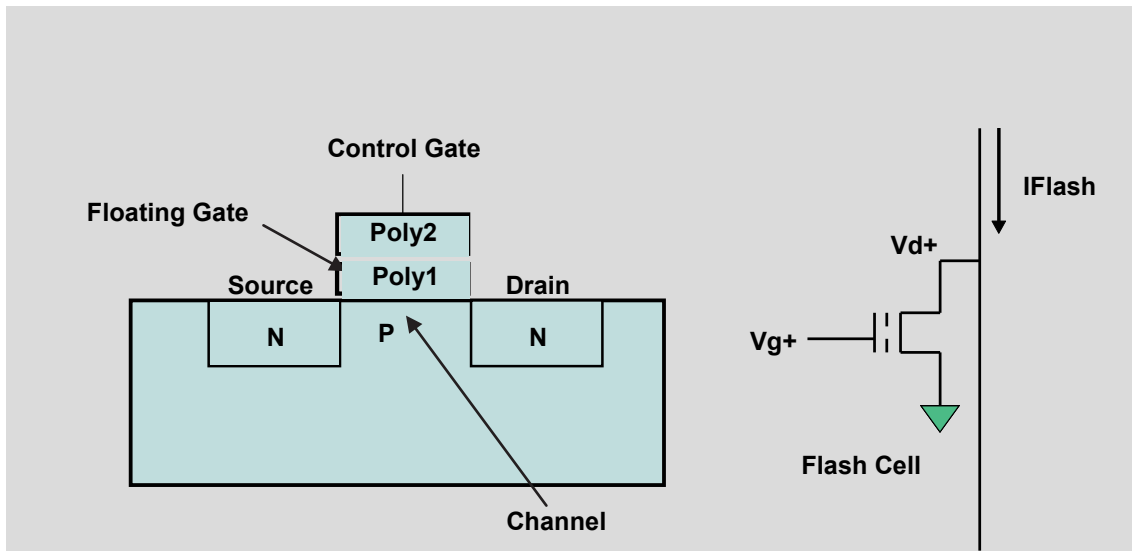 Control Gate
IFlash
Floating Gate
Poly2
Vd+
Poly1
Source
Drain
N
P
N
Vg+
Flash Cell
Channel